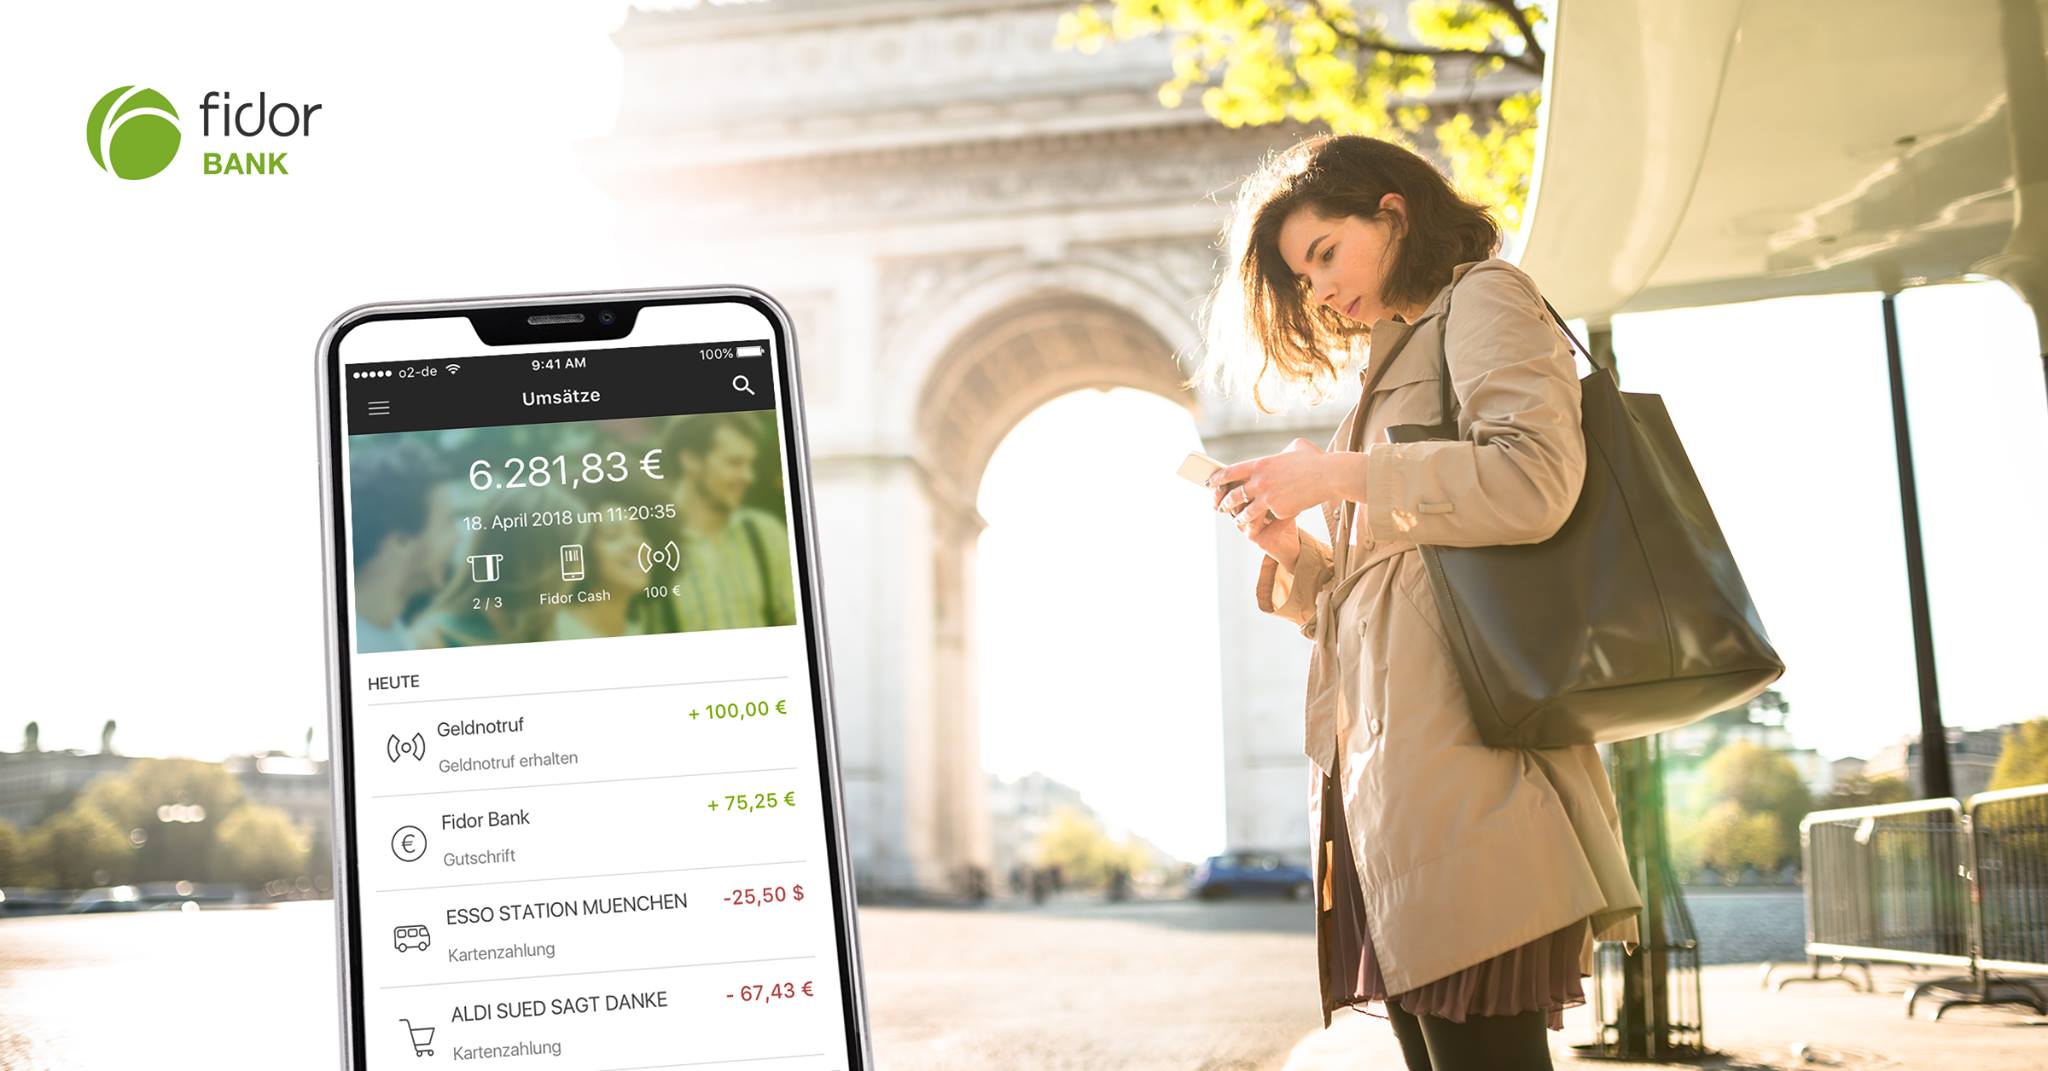 fidor
BANK
o2-de
9:41 AM
100%
Umsätze
6.281,83 €
18. April 2018 um 11:20:35
2 / 3
Fidor Cash
100 €
HEUTE
Geldnotruf
+ 100,00 €
Geldnotruf erhalten
Fidor Bank
+ 75,25 €
Gutschrift
ESSO STATION MUENCHEN
-25,50 $
Kartenzahlung
ALDI SUED SAGT DANKE
- 67,43 €
Kartenzahlung